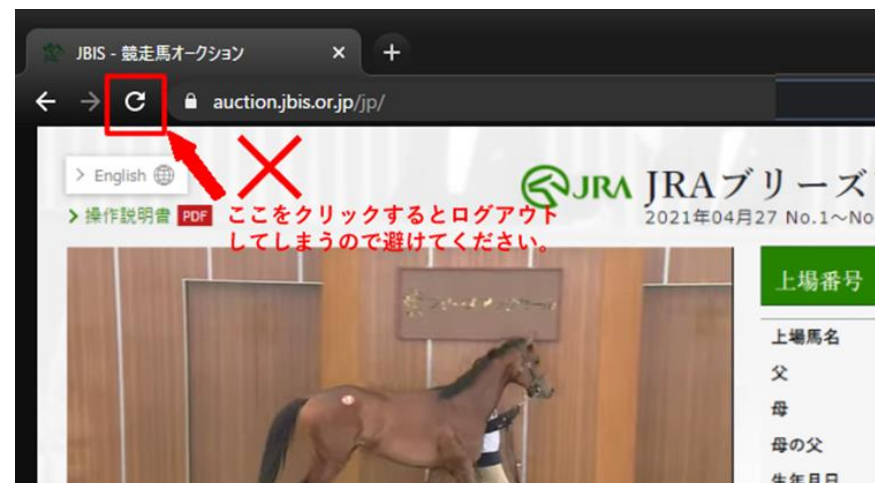 JBIS - 競走馬オークション
auction.jbis.or.jp/jp/
> English
JRA JRAブリーズ
> 操作説明書 PDF
2021年04月27 No.1～No
ここをクリックするとログアウト
してしまうので避けてください。
上場番号
上場馬名
父
母
母の父
生年月日